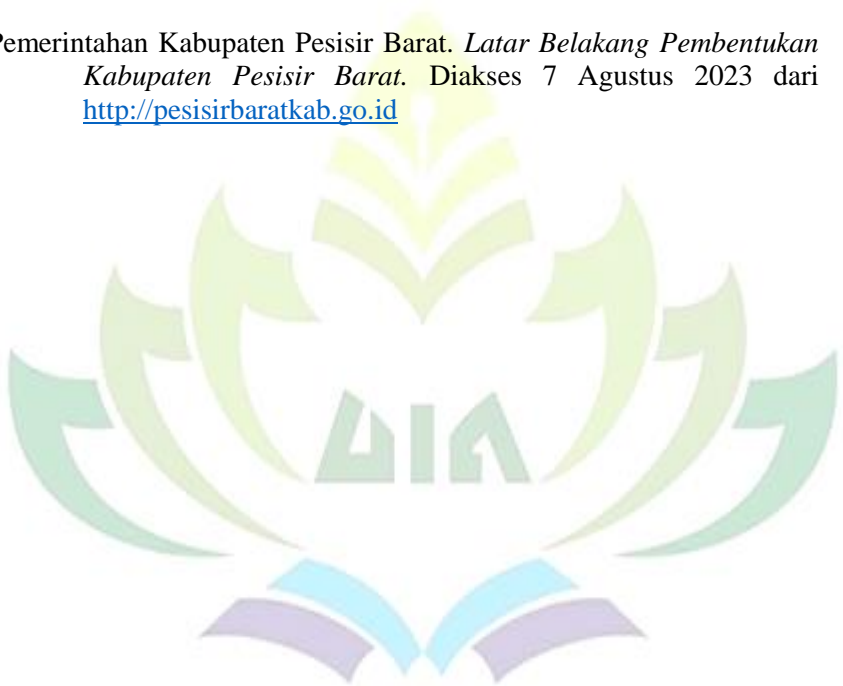 Pemerintahan Kabupaten Pesisir Barat. Latar Belakang Pembentukan
Kabupaten Pesisir Barat. Diakses 7 Agustus 2023 dari
http://pesisirbaratkab.go.id
UIN